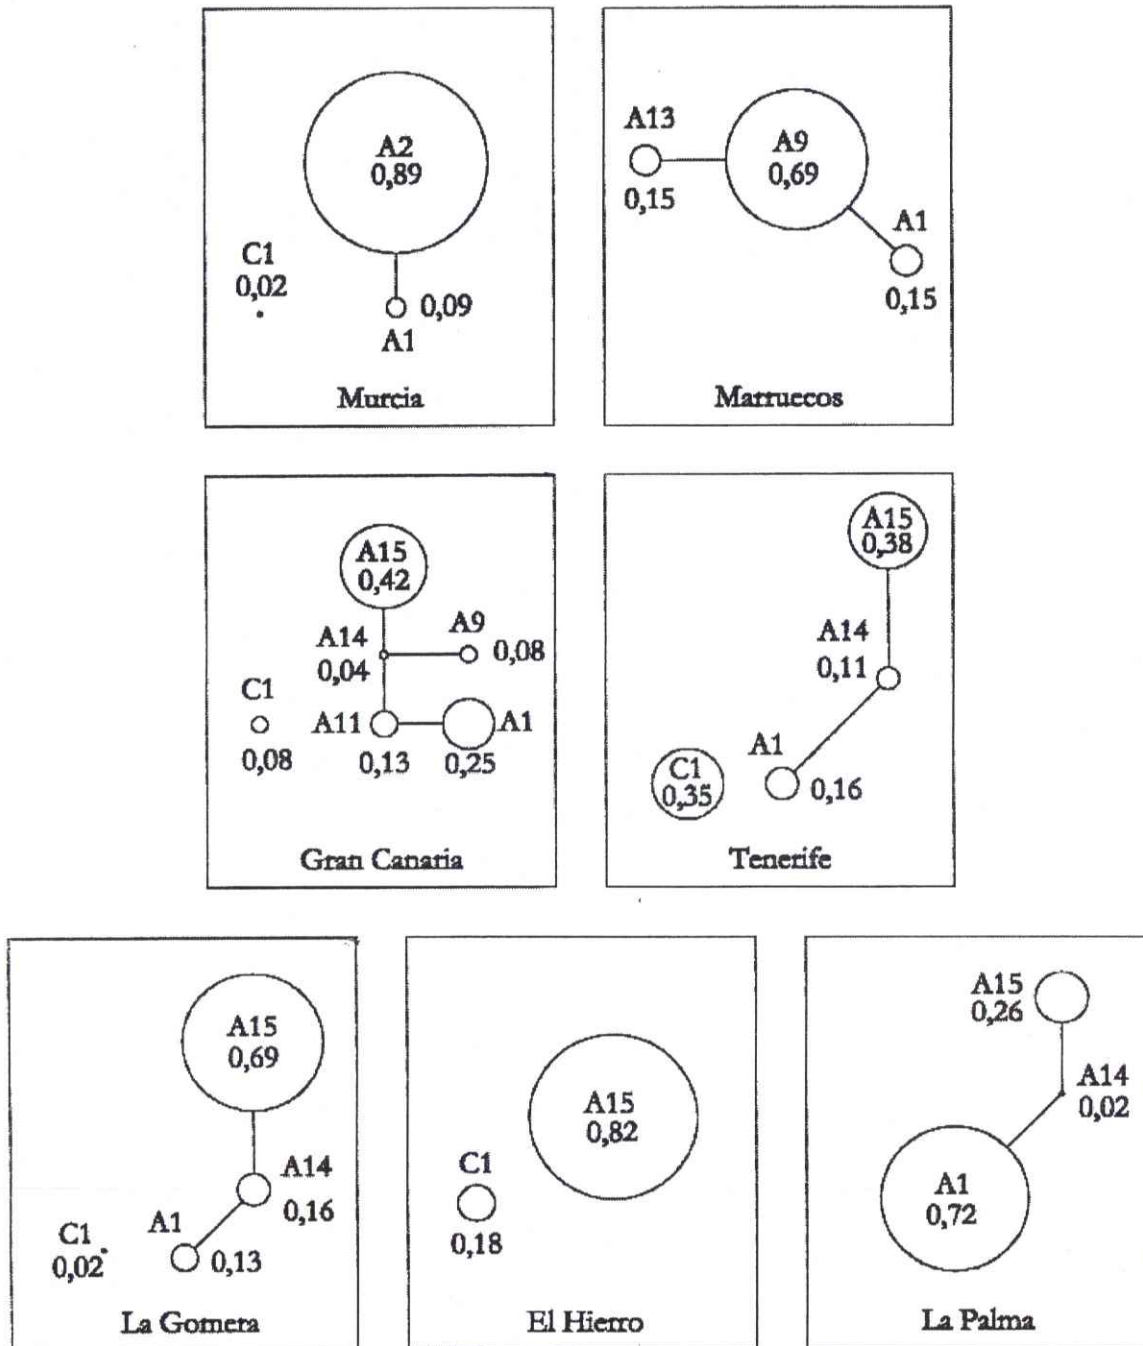 A2
0,89
C1
0,02
0,09
A1
Murcia
A13
0,15
A9
0,69
A1
0,15
Marruecos
A15
0,42
A14
0,04
A9
0,08
C1
0,08
A11
0,13
A1
0,25
Gran Canaria
A15
0,38
A14
0,11
A1
0,16
C1
0,35
Tenerife
A15
0,69
A14
0,16
A1
0,13
C1
0,02
La Gomera
A15
0,82
C1
0,18
El Hierro
A15
0,26
A14
0,02
A1
0,72
La Palma